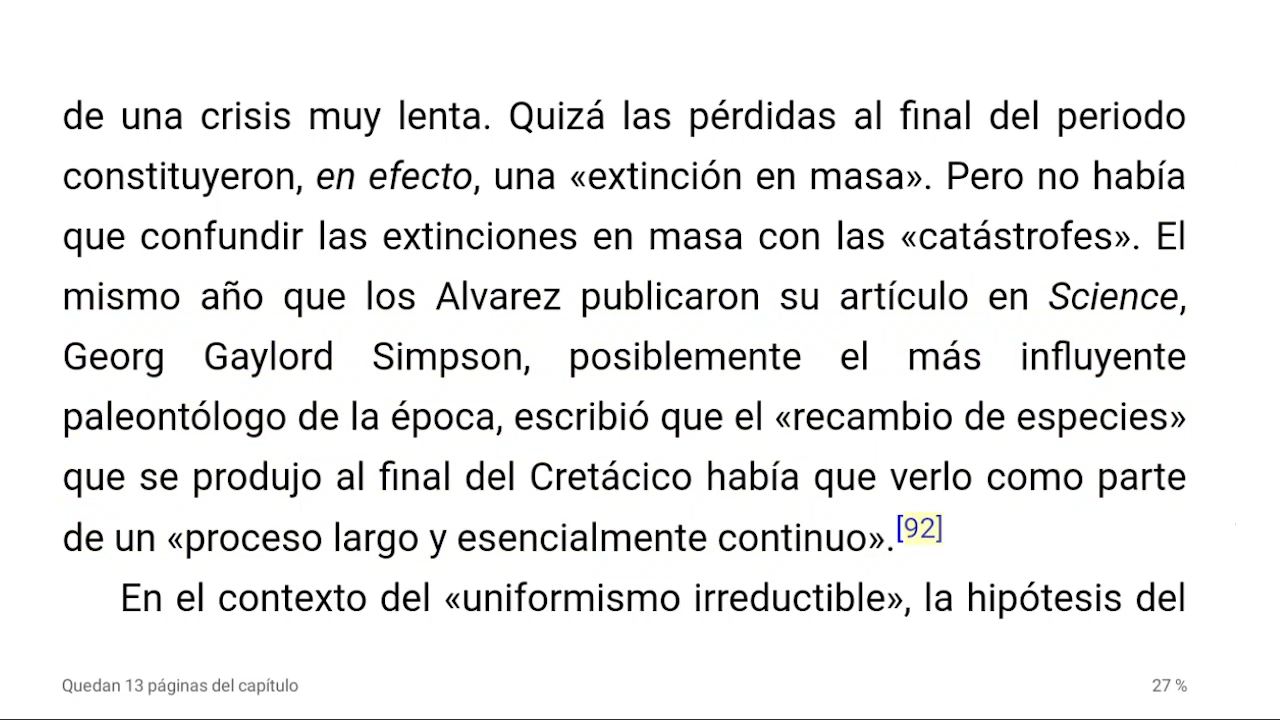 de una crisis muy lenta. Quizá las pérdidas al final del periodo
constituyeron, en efecto, una «extinción en masa». Pero no había
que confundir las extinciones en masa con las «catástrofes». El
mismo año que los Alvarez publicaron su artículo en Science,
Georg Gaylord Simpson, posiblemente el más influyente
paleontólogo de la época, escribió que el «recambio de especies»
que se produjo al final del Cretácico había que verlo como parte
de un «proceso largo y esencialmente continuo».[92]
En el contexto del «uniformismo irreductible», la hipótesis del
Quedan 13 páginas del capítulo
27 %